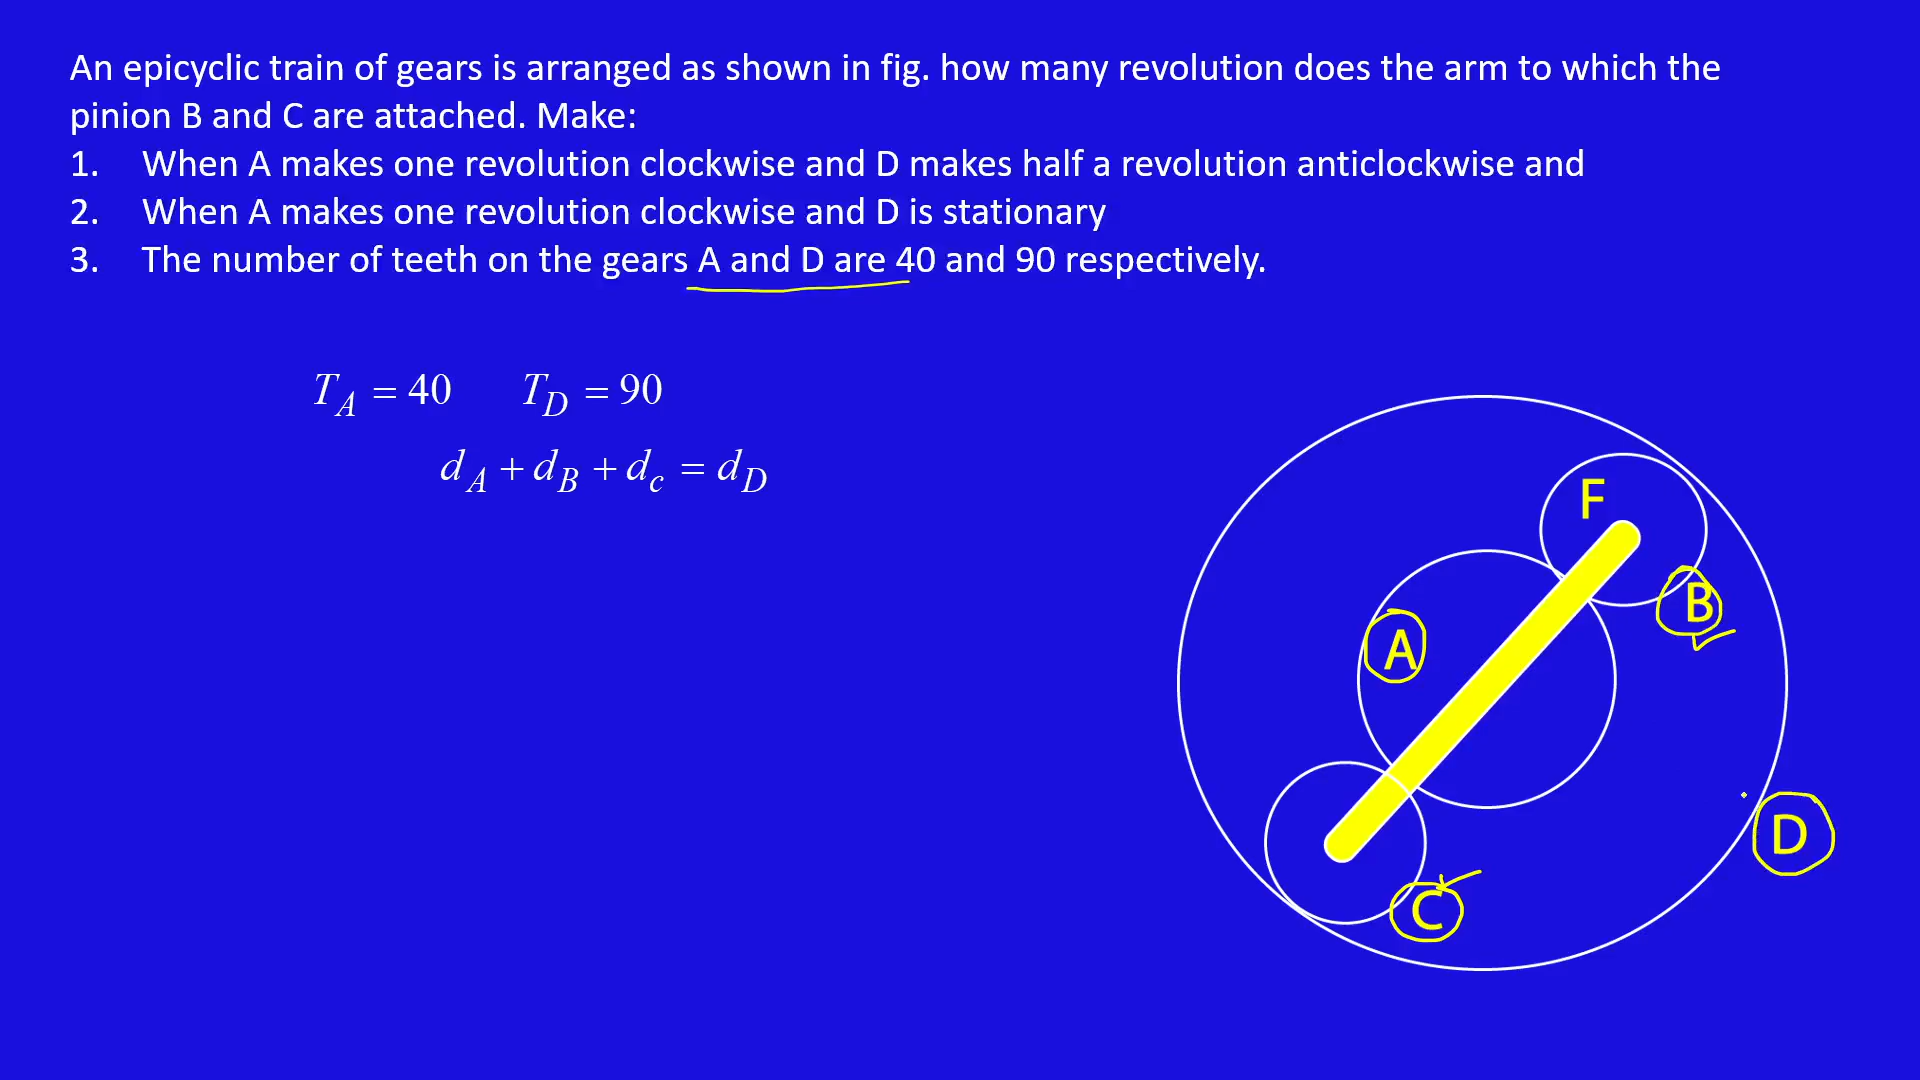 An epicyclic train of gears is arranged as shown in fig. how many revolution does the arm to which the
pinion B and C are attached. Make:
1. When A makes one revolution clockwise and D makes half a revolution anticlockwise and
2. When A makes one revolution clockwise and D is stationary
3. The number of teeth on the gears A and D are 40 and 90 respectively.
T_A = 40 T_D = 90
d_A + d_B + d_c = d_D
F
B
A
D
C